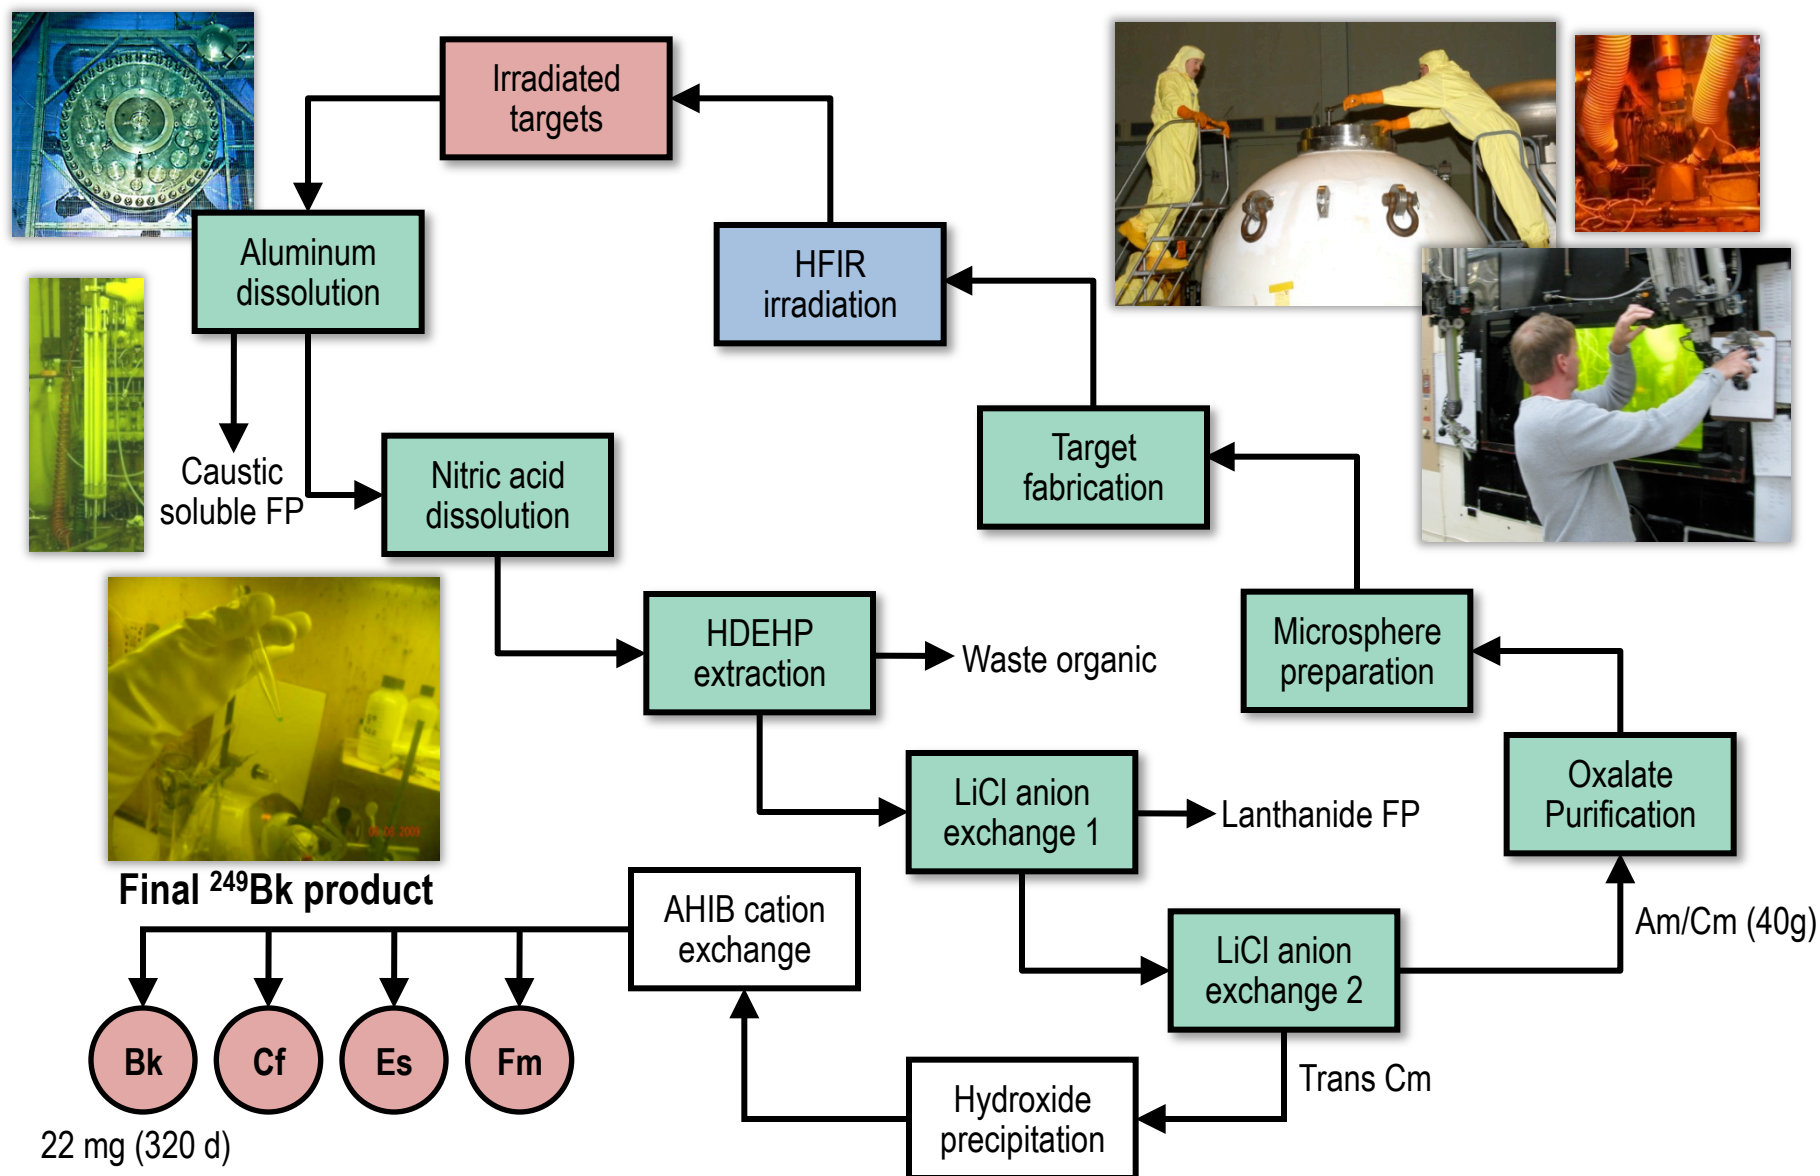 Irradiated
targets
Aluminum
dissolution
HFIR
irradiation
Caustic
soluble FP
Nitric acid
dissolution
Target
fabrication
HDEHP
extraction
Waste organic
Microsphere
preparation
LiCl anion
exchange 1
Lanthanide FP
Oxalate
Purification
Final ²⁴⁹Bk product
AHIB cation
exchange
LiCl anion
exchange 2
Am/Cm (40g)
Bk
Cf
Es
Fm
Trans Cm
Hydroxide
precipitation
22 mg (320 d)